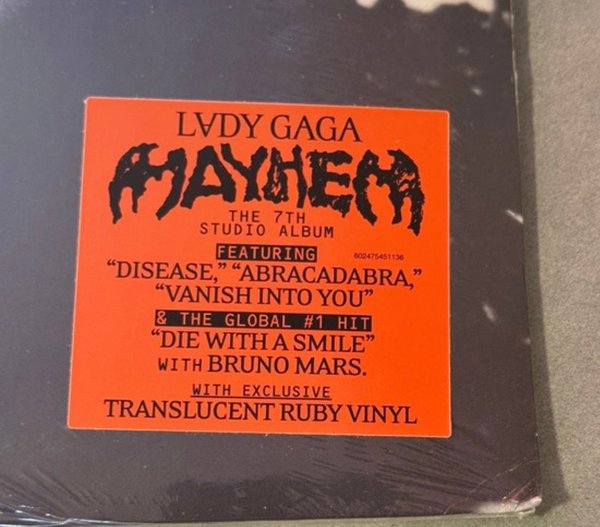 LVDY GAGA
MAYHEM
THE 7TH
STUDIO ALBUM
FEATURING 602475451136
“DISEASE,” “ABRACADABRA,”
“VANISH INTO YOU”
& THE GLOBAL #1 HIT
“DIE WITH A SMILE”
WITH BRUNO MARS.
WITH EXCLUSIVE
TRANSLUCENT RUBY VINYL